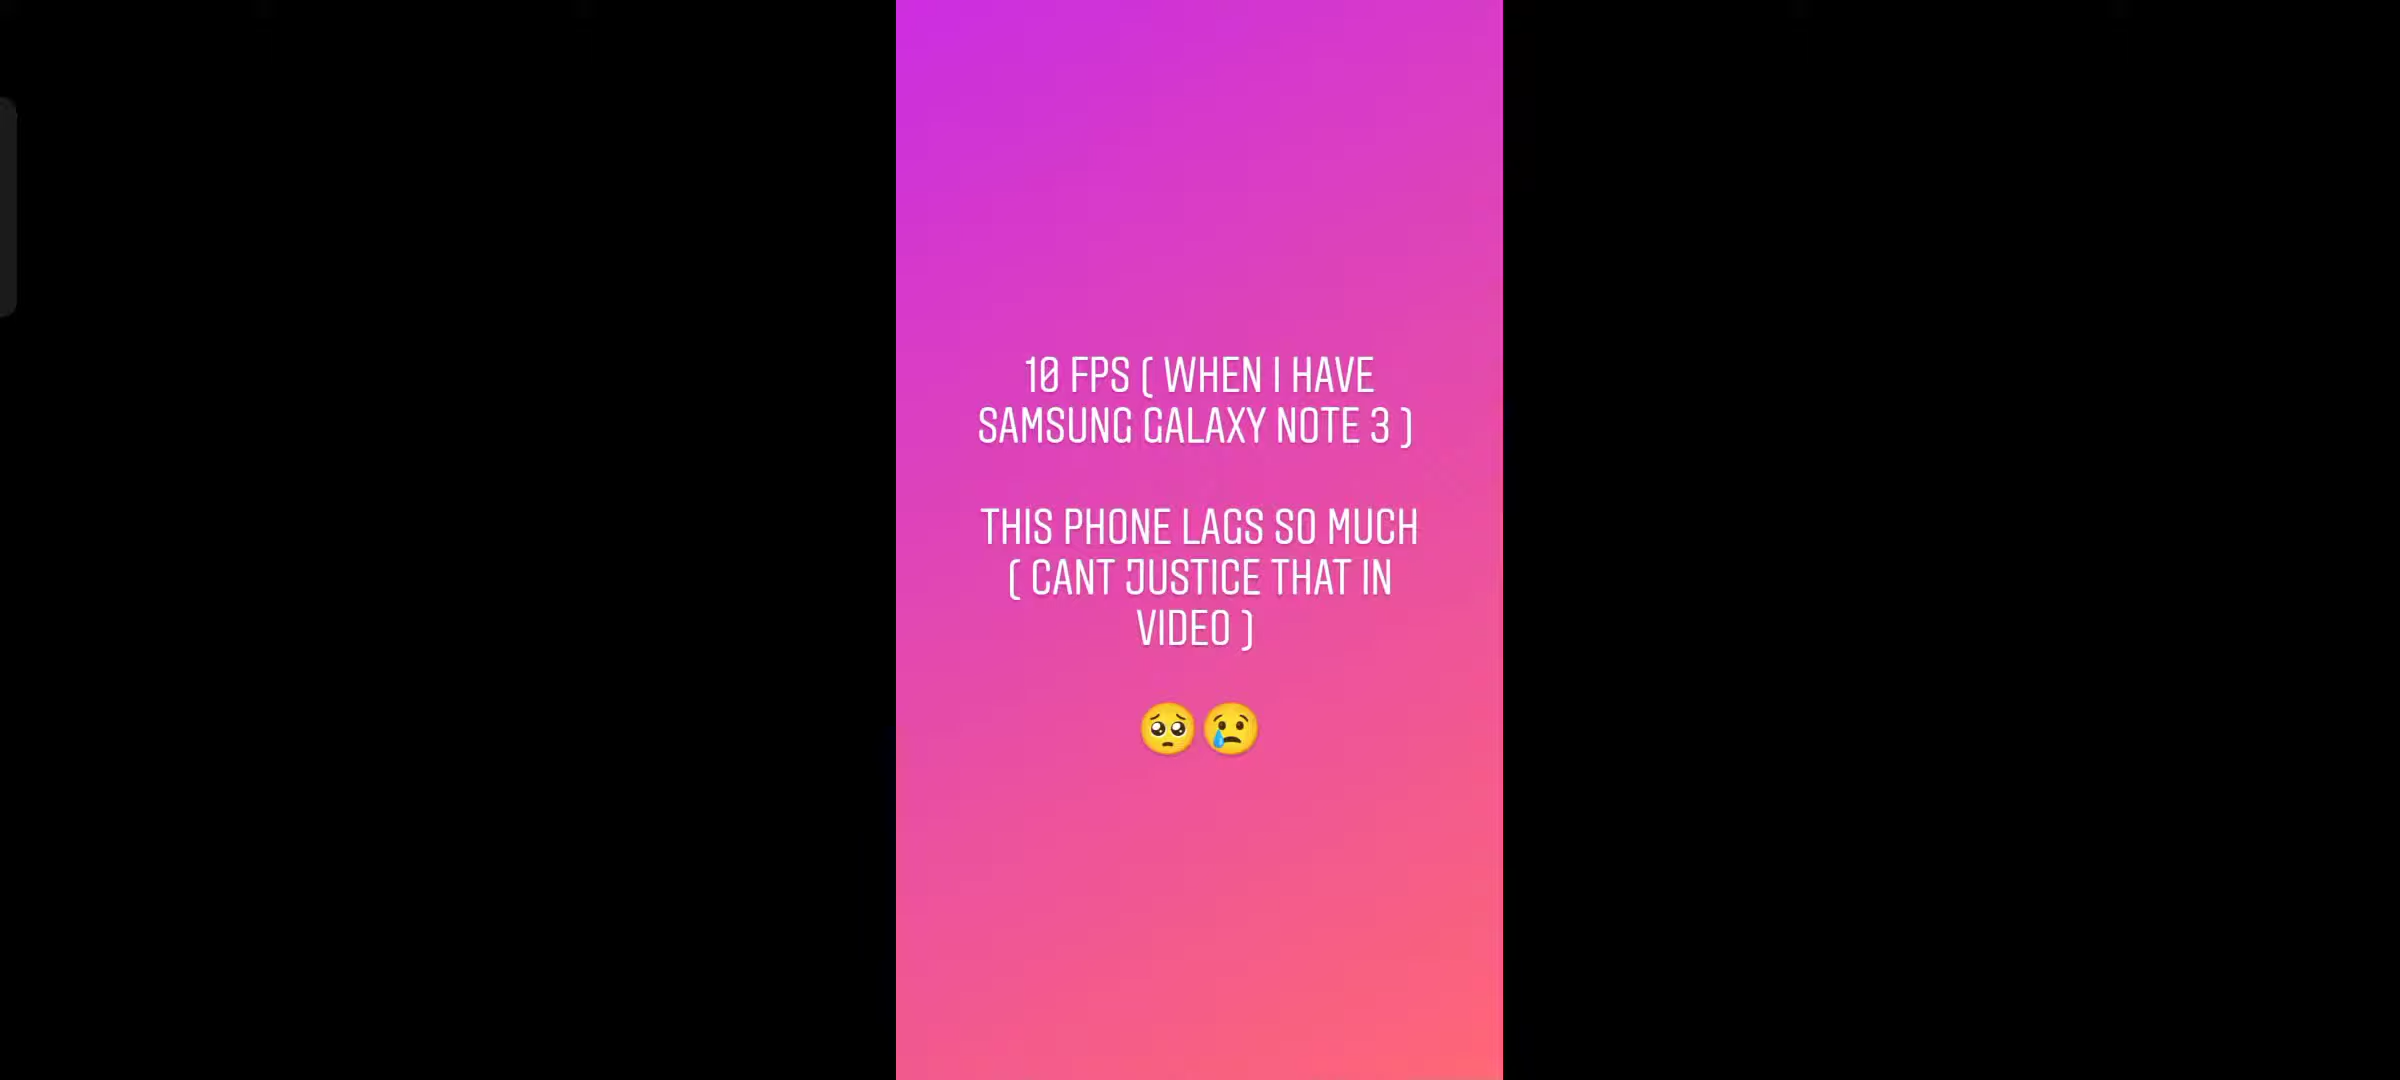 10 FPS ( WHEN I HAVE
SAMSUNG GALAXY NOTE 3 )
THIS PHONE LAGS SO MUCH
( CANT JUSTICE THAT IN
VIDEO )
🥺😢